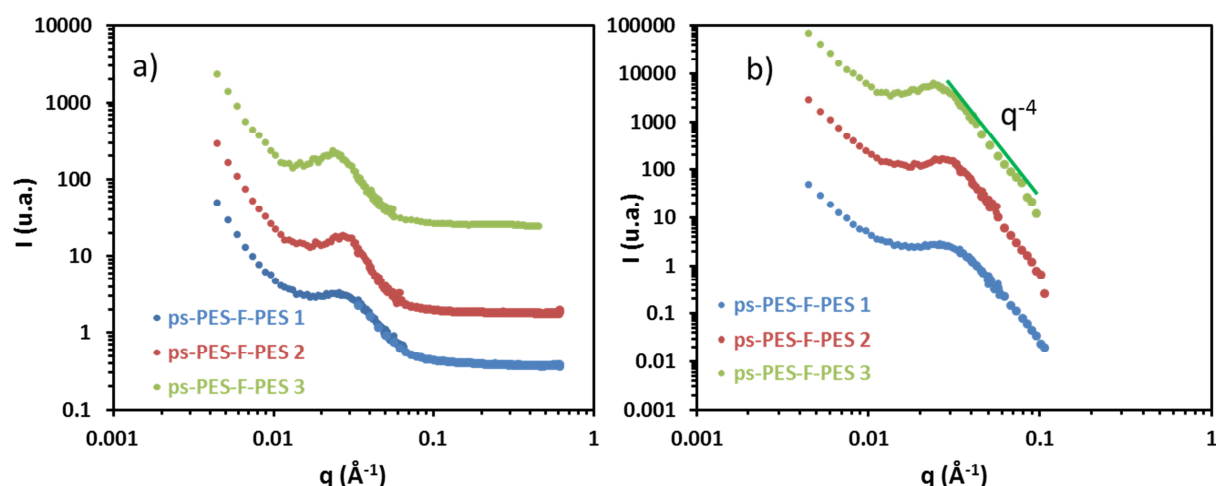 a)
I (u.a.)
10000
1000
100
10
1
0.1
ps-PES-F-PES 1
ps-PES-F-PES 2
ps-PES-F-PES 3
0.001 0.01 0.1 1
q (Å⁻¹)
b)
q⁻⁴
I (u.a.)
100000
10000
1000
100
10
1
0.1
0.01
0.001
ps-PES-F-PES 1
ps-PES-F-PES 2
ps-PES-F-PES 3
0.001 0.01 0.1 1
q (Å⁻¹)